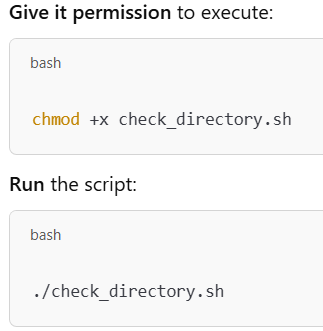 Give it permission to execute:
bash
chmod +x check_directory.sh
Run the script:
bash
./check_directory.sh